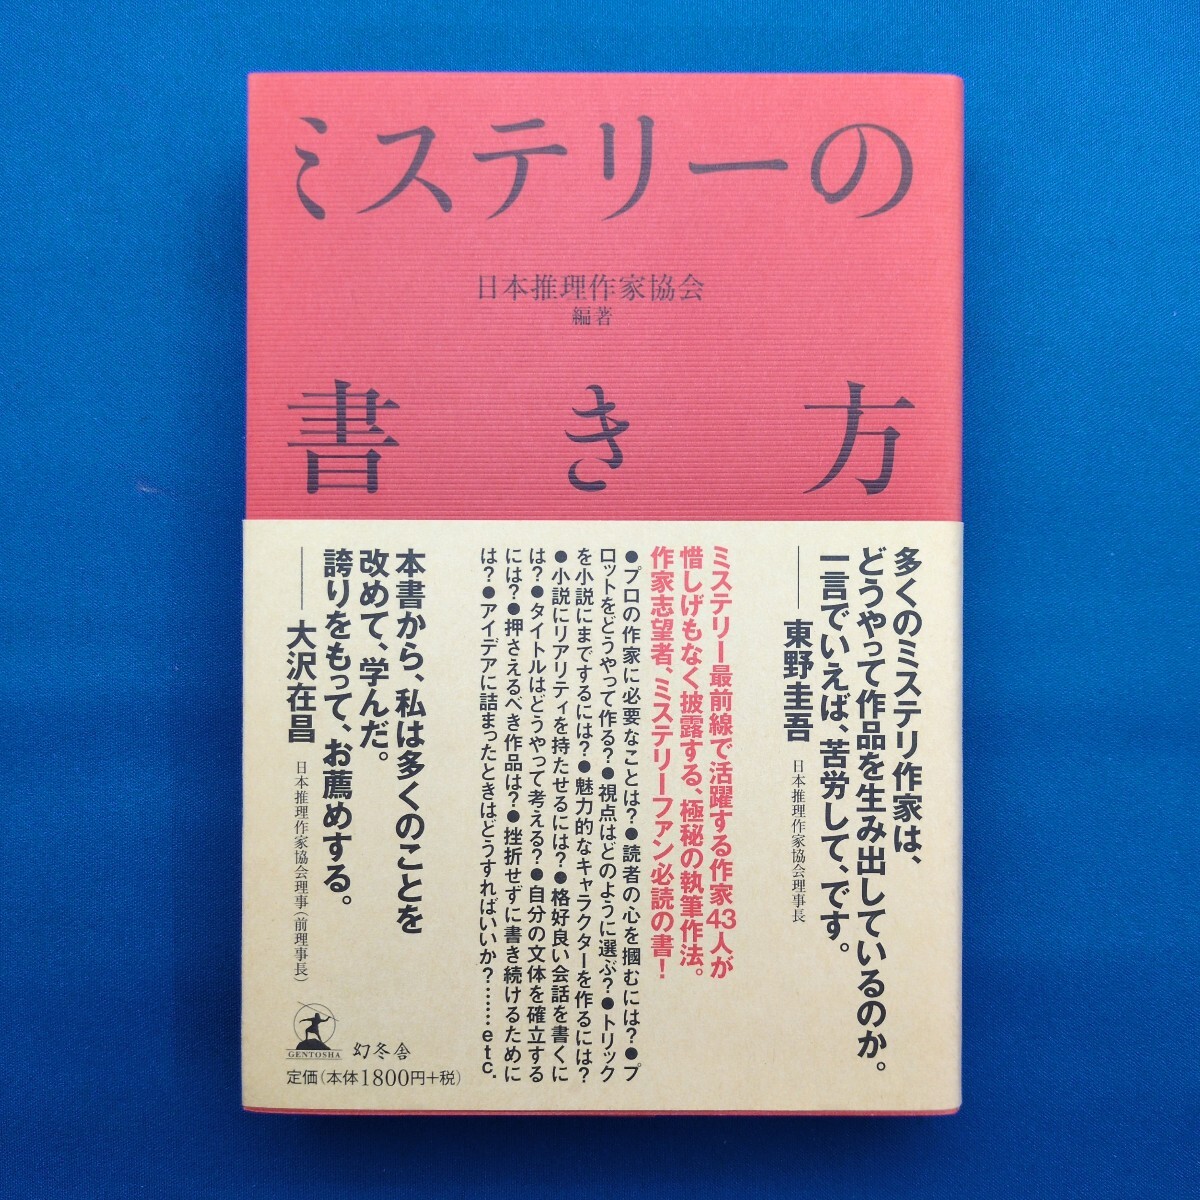 ミステリーの
日本推理作家協会
編著
書き方
多くのミステリ作家は、
どうやって作品を生み出しているのか。
一言でいえば、苦労して、です。
――東野圭吾 日本推理作家協会理事長
ミステリー最前線で活躍する作家43人が
惜しげもなく披露する、極秘の執筆作法。
作家志望者、ミステリーファン必読の書!
●プロの作家に必要なことは?●読者の心を掴むには?●プ
ロットをどうやって作る?●視点はどのように選ぶ?●トリック
を小説にまでするには?●魅力的なキャラクターを作るには?
●小説にリアリティを持たせるには?●格好良い会話を書くに
は?●タイトルはどうやって考える?●自分の文体を確立する
には?●押さえるべき作品は?●挫折せずに書き続けるために
は?●アイデアに詰まったときはどうすればいいか?……etc.
本書から、私は多くのことを
改めて、学んだ。
誇りをもって、お薦めする。
――大沢在昌 日本推理作家協会理事(前理事長)
GENTOSHA
幻冬舎
定価(本体1800円+税)